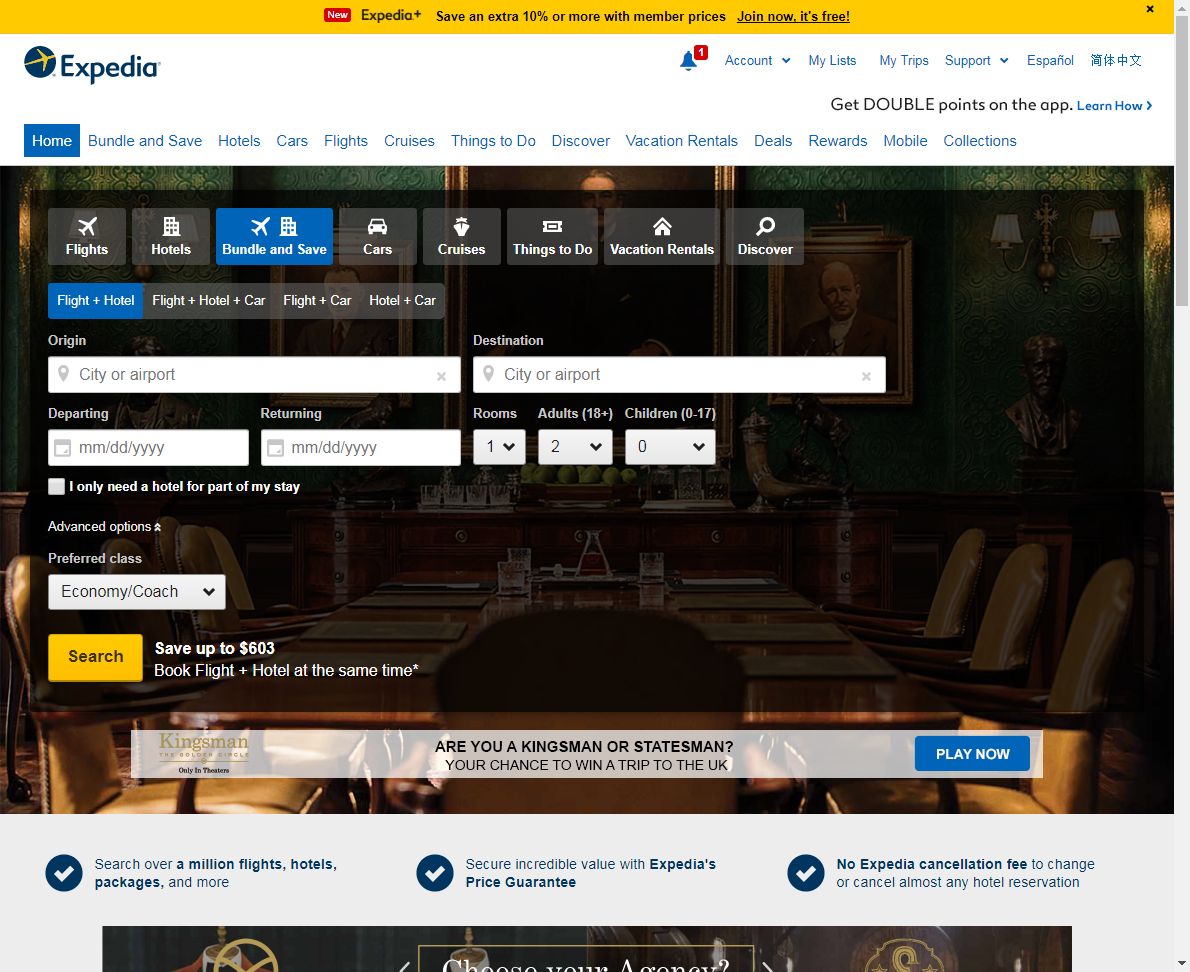 New Expedia+ Save an extra 10% or more with member prices Join now, it's free! ×
Expedia
1 Account My Lists My Trips Support Español 简体中文
Get DOUBLE points on the app. Learn How
Home Bundle and Save Hotels Cars Flights Cruises Things to Do Discover Vacation Rentals Deals Rewards Mobile Collections
Flights Hotels Bundle and Save Cars Cruises Things to Do Vacation Rentals Discover
Flight + Hotel Flight + Hotel + Car Flight + Car Hotel + Car
Origin Destination
City or airport × City or airport ×
Departing Returning Rooms Adults (18+) Children (0-17)
mm/dd/yyyy mm/dd/yyyy 1 2 0
I only need a hotel for part of my stay
Advanced options
Preferred class
Economy/Coach
Search
Save up to $603
Book Flight + Hotel at the same time*
Kingsman
THE GOLDEN CIRCLE
Only In Theaters
ARE YOU A KINGSMAN OR STATESMAN?
YOUR CHANCE TO WIN A TRIP TO THE UK
PLAY NOW
Search over a million flights, hotels,
packages, and more
Secure incredible value with Expedia's
Price Guarantee
No Expedia cancellation fee to change
or cancel almost any hotel reservation
Choose your Agency?